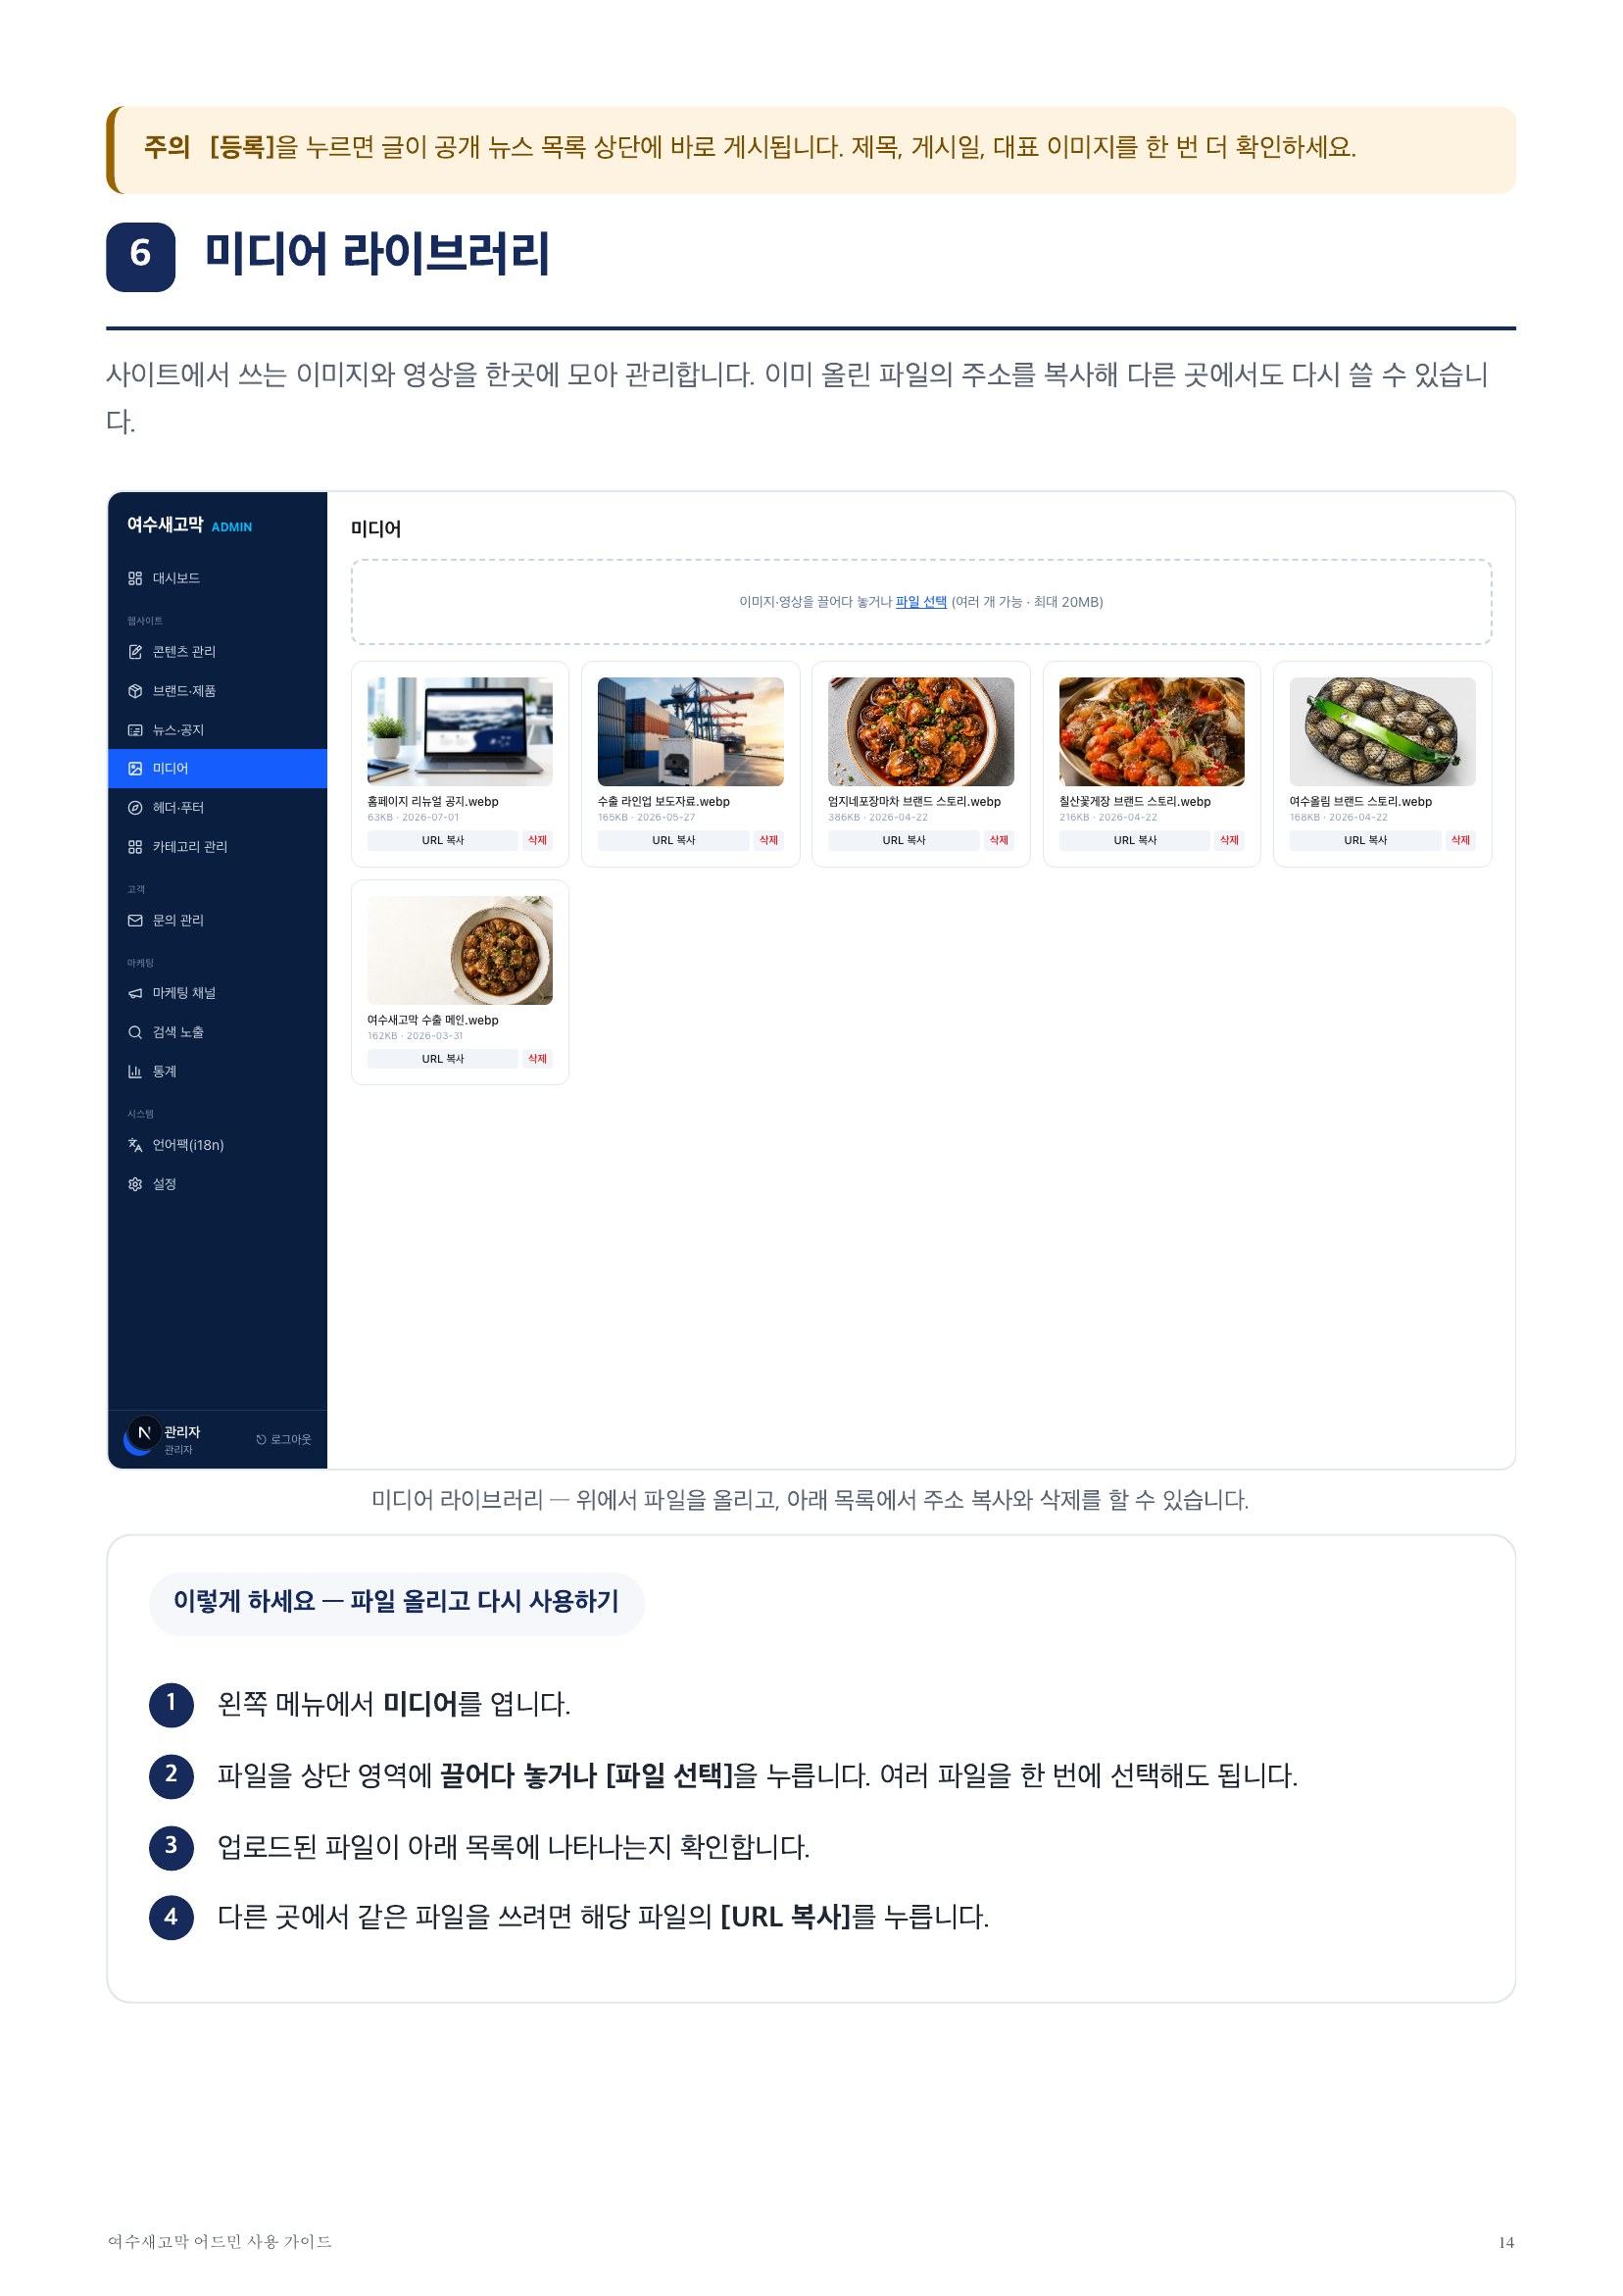 주의 [등록]을 누르면 글이 공개 뉴스 목록 상단에 바로 게시됩니다. 제목, 게시일, 대표 이미지를 한 번 더 확인하세요.
6 미디어 라이브러리
사이트에서 쓰는 이미지와 영상을 한곳에 모아 관리합니다. 이미 올린 파일의 주소를 복사해 다른 곳에서도 다시 쓸 수 있습니
다.
여수새고막 ADMIN
대시보드
웹사이트
콘텐츠 관리
브랜드·제품
뉴스·공지
미디어
헤더·푸터
카테고리 관리
고객
문의 관리
마케팅
마케팅 채널
검색 노출
통계
시스템
언어팩(i18n)
설정
N 관리자
관리자
로그아웃
미디어
이미지·영상을 끌어다 놓거나 파일 선택 (여러 개 가능 · 최대 20MB)
홈페이지 리뉴얼 공지.webp
63KB · 2026-07-01
URL 복사 삭제
수출 라인업 보도자료.webp
165KB · 2026-05-27
URL 복사 삭제
엄지네포장마차 브랜드 스토리.webp
386KB · 2026-04-22
URL 복사 삭제
칠산꽃게장 브랜드 스토리.webp
216KB · 2026-04-22
URL 복사 삭제
여수올림 브랜드 스토리.webp
168KB · 2026-04-22
URL 복사 삭제
여수새고막 수출 메인.webp
162KB · 2026-03-31
URL 복사 삭제
미디어 라이브러리 — 위에서 파일을 올리고, 아래 목록에서 주소 복사와 삭제를 할 수 있습니다.
이렇게 하세요 — 파일 올리고 다시 사용하기
1 왼쪽 메뉴에서 미디어를 엽니다.
2 파일을 상단 영역에 끌어다 놓거나 [파일 선택]을 누릅니다. 여러 파일을 한 번에 선택해도 됩니다.
3 업로드된 파일이 아래 목록에 나타나는지 확인합니다.
4 다른 곳에서 같은 파일을 쓰려면 해당 파일의 [URL 복사]를 누릅니다.
여수새고막 어드민 사용 가이드
14